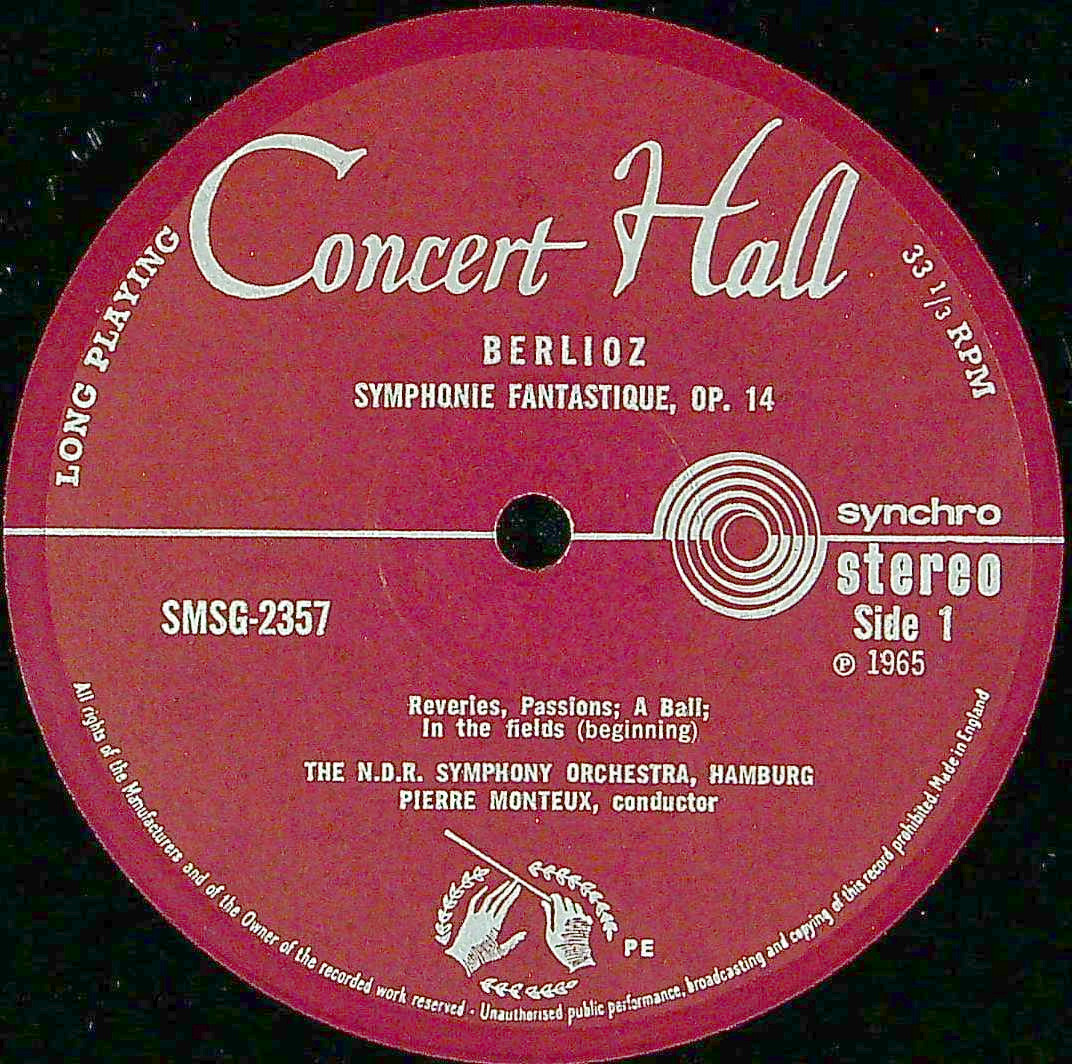 Concert Hall
LONG PLAYING
33 1/3 RPM
BERLIOZ
SYMPHONIE FANTASTIQUE, OP. 14
synchro
stereo
SMSG-2357
Side 1
℗ 1965
Reveries, Passions; A Ball;
In the fields (beginning)
THE N.D.R. SYMPHONY ORCHESTRA, HAMBURG
PIERRE MONTEUX, conductor
PE
All rights of the Manufacturers and of the Owner of the recorded work reserved - Unauthorised public performance, broadcasting and copying of this record prohibited. Made in England